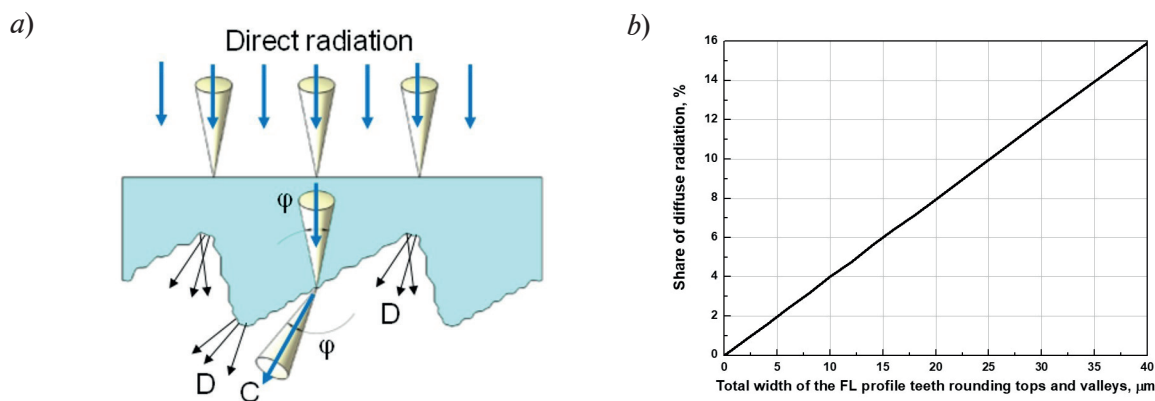 a)
Direct radiation
φ
D
D
C
φ
b)
Share of diffuse radiation, %
16
14
12
10
8
6
4
2
0
0 5 10 15 20 25 30 35 40
Total width of the FL profile teeth rounding tops and valleys, μm